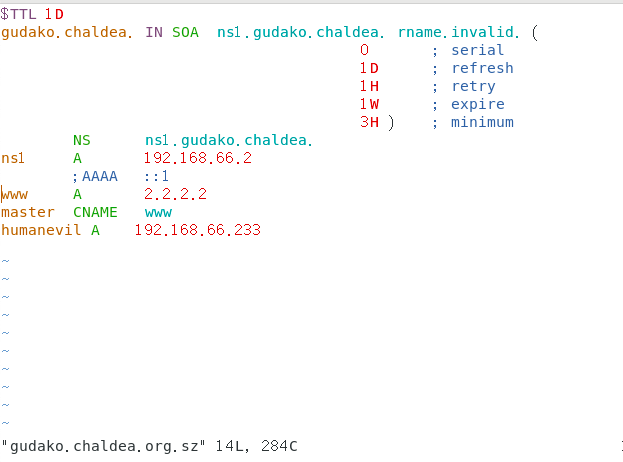 $TTL 1D
gudako.chaldea. IN SOA  ns1.gudako.chaldea. rname.invalid. (
                                        0       ; serial
                                        1D      ; refresh
                                        1H      ; retry
                                        1W      ; expire
                                        3H )    ; minimum
        NS      ns1.gudako.chaldea.
ns1     A       192.168.66.2
        ;AAAA   ::1
www     A       2.2.2.2
master  CNAME   www
humanevil A    192.168.66.233
~
~
~
~
~
~
~
~
~
~
"gudako.chaldea.org.sz" 14L, 284C